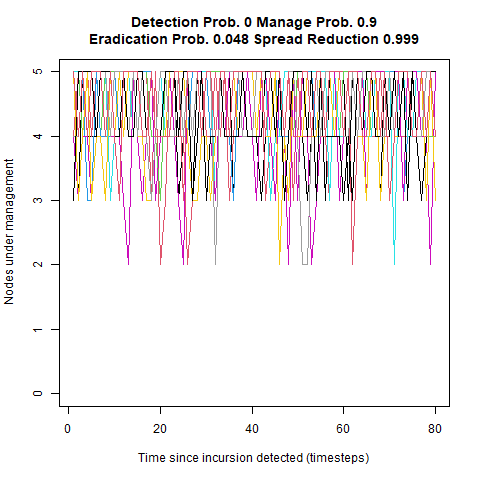 Detection Prob. 0 Manage Prob. 0.9
Eradication Prob. 0.048 Spread Reduction 0.999
Nodes under management
5
4
3
2
1
0
0 20 40 60 80
Time since incursion detected (timesteps)